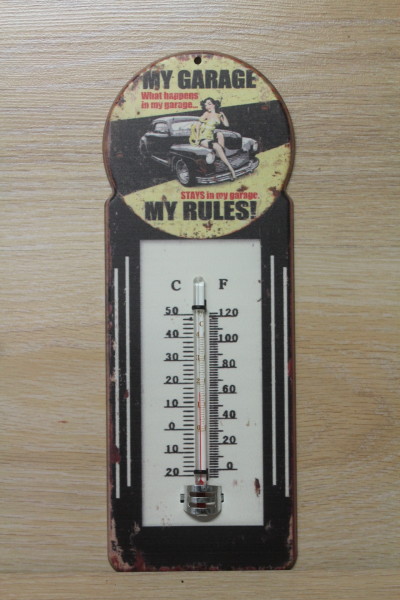 MY GARAGE
What happens
in my garage...
STAYS in my garage.
MY RULES!
C F
50 120
40 100
30 80
20 60
10 40
0 20
10 0
20